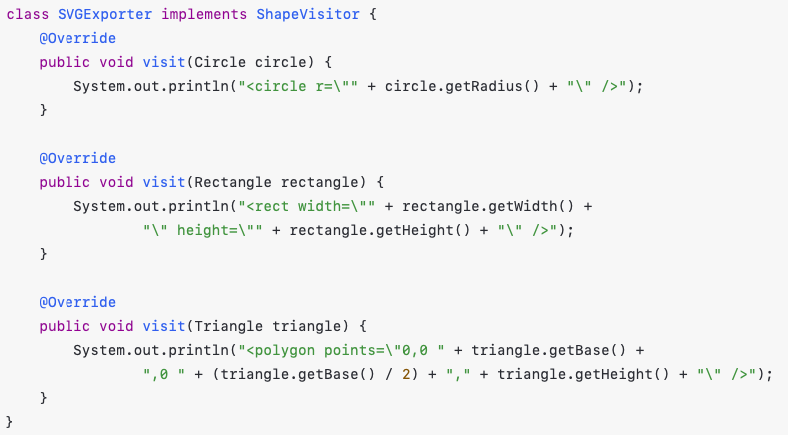 class SVGExporter implements ShapeVisitor {
    @Override
    public void visit(Circle circle) {
        System.out.println("<circle r=\"" + circle.getRadius() + "\" />");
    }

    @Override
    public void visit(Rectangle rectangle) {
        System.out.println("<rect width=\"" + rectangle.getWidth() +
                "\" height=\"" + rectangle.getHeight() + "\" />");
    }

    @Override
    public void visit(Triangle triangle) {
        System.out.println("<polygon points=\"0,0 " + triangle.getBase() +
                ",0 " + (triangle.getBase() / 2) + "," + triangle.getHeight() + "\" />");
    }
}